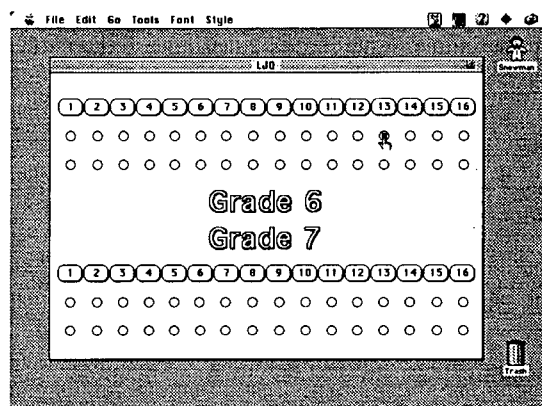 File Edit Go Tools Font Style
LJQ
Snowman
1 2 3 4 5 6 7 8 9 10 11 12 13 14 15 16
Grade 6
Grade 7
1 2 3 4 5 6 7 8 9 10 11 12 13 14 15 16
Trash